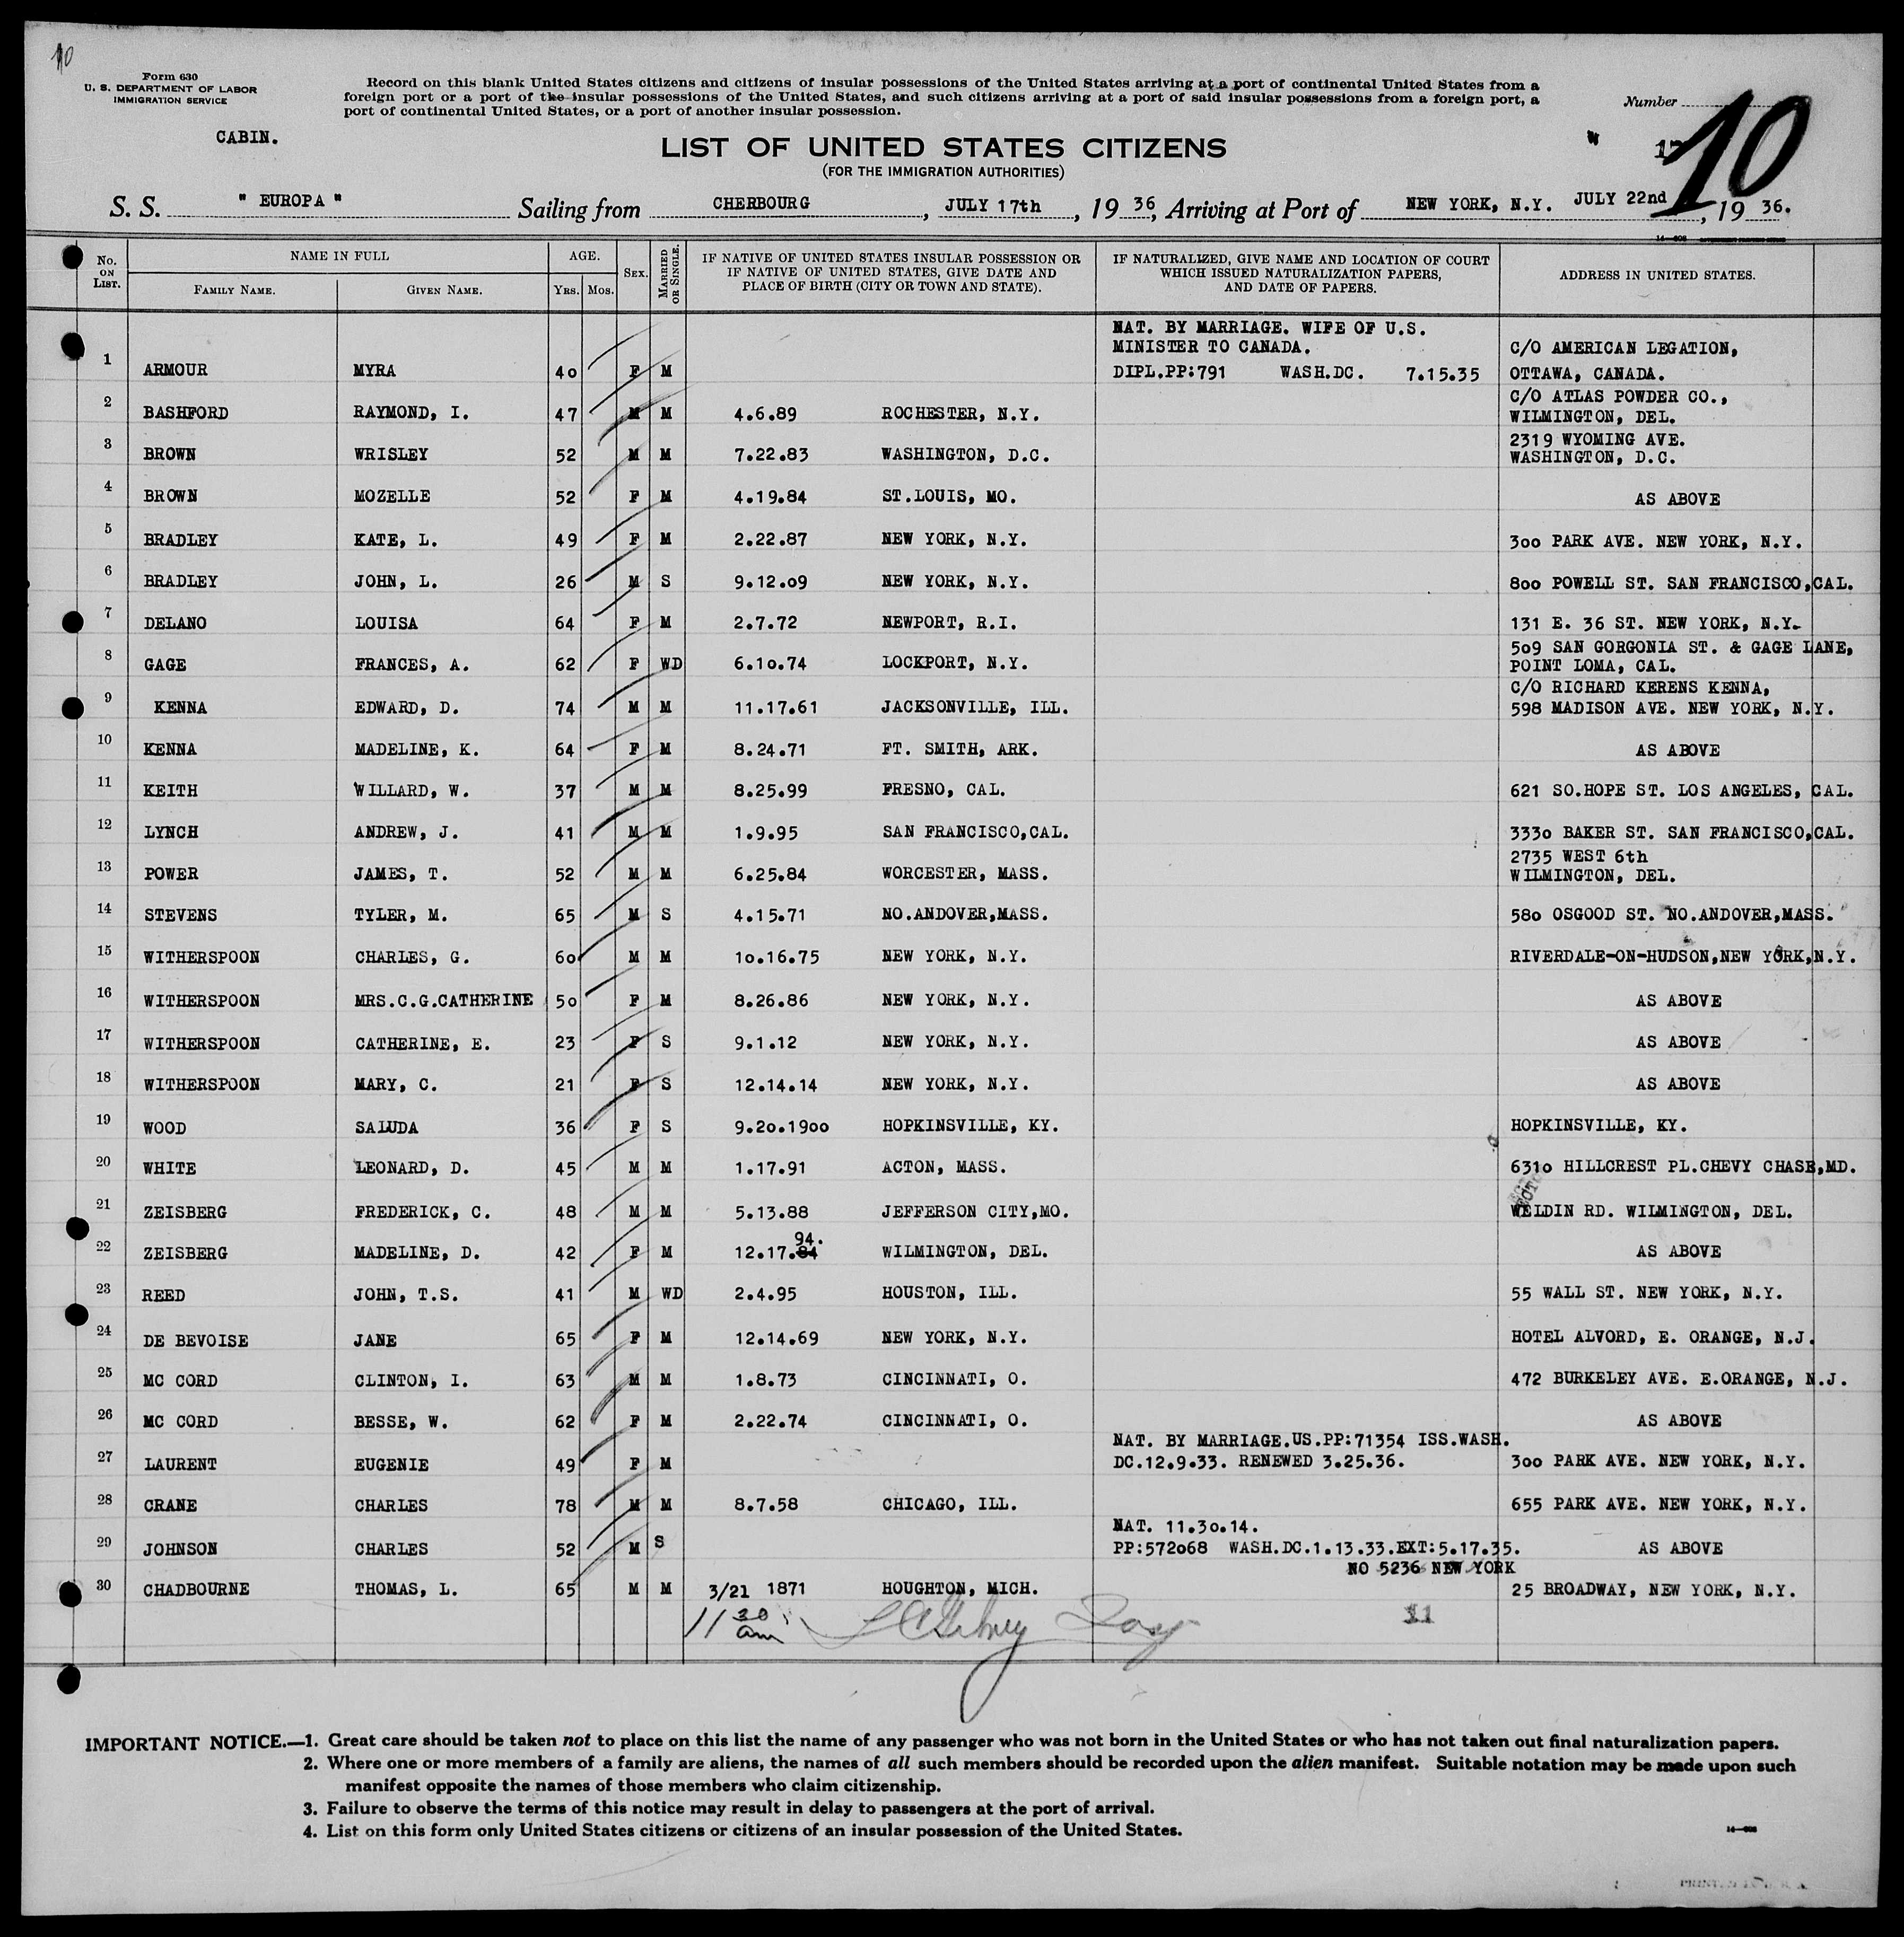 10
Form 630
U. S. DEPARTMENT OF LABOR
IMMIGRATION SERVICE
CABIN.
Record on this blank United States citizens and citizens of insular possessions of the United States arriving at a port of continental United States from a
foreign port or a port of the insular possessions of the United States, and such citizens arriving at a port of said insular possessions from a foreign port, a
port of continental United States, or a port of another insular possession.
Number
10
LIST OF UNITED STATES CITIZENS
(FOR THE IMMIGRATION AUTHORITIES)
S. S. " EUROPA " Sailing from CHERBOURG, JULY 17th, 19 36, Arriving at Port of NEW YORK, N.Y. JULY 22nd, 19 36.
No. ON LIST. NAME IN FULL FAMILY NAME. GIVEN NAME. AGE. YRS. MOS. SEX. MARRIED OR SINGLE. IF NATIVE OF UNITED STATES INSULAR POSSESSION OR IF NATIVE OF UNITED STATES, GIVE DATE AND PLACE OF BIRTH (CITY OR TOWN AND STATE). IF NATURALIZED, GIVE NAME AND LOCATION OF COURT WHICH ISSUED NATURALIZATION PAPERS, AND DATE OF PAPERS. ADDRESS IN UNITED STATES.
NAT. BY MARRIAGE. WIFE OF U.S.
MINISTER TO CANADA. C/O AMERICAN LEGATION,
1 ARMOUR MYRA 40 F M DIPL.PP:791 WASH.DC. 7.15.35 OTTAWA, CANADA.
C/O ATLAS POWDER CO.,
2 BASHFORD RAYMOND, I. 47 M M 4.6.89 ROCHESTER, N.Y. WILMINGTON, DEL.
2319 WYOMING AVE.
3 BROWN WRISLEY 52 M M 7.22.83 WASHINGTON, D.C. WASHINGTON, D.C.
4 BROWN MOZELLE 52 F M 4.19.84 ST.LOUIS, MO. AS ABOVE
5 BRADLEY KATE, L. 49 F M 2.22.87 NEW YORK, N.Y. 300 PARK AVE. NEW YORK, N.Y.
6 BRADLEY JOHN, L. 26 M S 9.12.09 NEW YORK, N.Y. 800 POWELL ST. SAN FRANCISCO,CAL.
7 DELANO LOUISA 64 F M 2.7.72 NEWPORT, R.I. 131 E. 36 ST. NEW YORK, N.Y.
509 SAN GORGONIA ST. & GAGE LANE,
8 GAGE FRANCES, A. 62 F WD 6.10.74 LOCKPORT, N.Y. POINT LOMA, CAL.
C/O RICHARD KERENS KENNA,
9 KENNA EDWARD, D. 74 M M 11.17.61 JACKSONVILLE, ILL. 598 MADISON AVE. NEW YORK, N.Y.
10 KENNA MADELINE, K. 64 F M 8.24.71 FT. SMITH, ARK. AS ABOVE
11 KEITH WILLARD, W. 37 M M 8.25.99 FRESNO, CAL. 621 SO.HOPE ST. LOS ANGELES, CAL.
12 LYNCH ANDREW, J. 41 M M 1.9.95 SAN FRANCISCO,CAL. 3330 BAKER ST. SAN FRANCISCO,CAL.
2735 WEST 6th
13 POWER JAMES, T. 52 M M 6.25.84 WORCESTER, MASS. WILMINGTON, DEL.
14 STEVENS TYLER, M. 65 M S 4.15.71 NO.ANDOVER,MASS. 580 OSGOOD ST. NO.ANDOVER,MASS.
15 WITHERSPOON CHARLES, G. 60 M M 10.16.75 NEW YORK, N.Y. RIVERDALE-ON-HUDSON,NEW YORK,N.Y.
16 WITHERSPOON MRS.C.G.CATHERINE 50 F M 8.26.86 NEW YORK, N.Y. AS ABOVE
17 WITHERSPOON CATHERINE, E. 23 F S 9.1.12 NEW YORK, N.Y. AS ABOVE
18 WITHERSPOON MARY, C. 21 F S 12.14.14 NEW YORK, N.Y. AS ABOVE
19 WOOD SALUDA 36 F S 9.20.1900 HOPKINSVILLE, KY. HOPKINSVILLE, KY.
20 WHITE LEONARD, D. 45 M M 1.17.91 ACTON, MASS. 6310 HILLCREST PL.CHEVY CHASE,MD.
21 ZEISBERG FREDERICK, C. 48 M M 5.13.88 JEFFERSON CITY,MO. WELDIN RD. WILMINGTON, DEL.
94.
22 ZEISBERG MADELINE, D. 42 F M 12.17.84 WILMINGTON, DEL. AS ABOVE
23 REED JOHN, T.S. 41 M WD 2.4.95 HOUSTON, ILL. 55 WALL ST. NEW YORK, N.Y.
24 DE BEVOISE JANE 65 F M 12.14.69 NEW YORK, N.Y. HOTEL ALVORD, E. ORANGE, N.J.
25 MC CORD CLINTON, I. 63 M M 1.8.73 CINCINNATI, O. 472 BURKELEY AVE. E.ORANGE, N.J.
26 MC CORD BESSE, W. 62 F M 2.22.74 CINCINNATI, O. AS ABOVE
NAT. BY MARRIAGE.US.PP:71354 ISS.WASH.
27 LAURENT EUGENIE 49 F M DC.12.9.33. RENEWED 3.25.36. 300 PARK AVE. NEW YORK, N.Y.
28 CRANE CHARLES 78 M M 8.7.58 CHICAGO, ILL. 655 PARK AVE. NEW YORK, N.Y.
NAT. 11.30.14.
29 JOHNSON CHARLES 52 M S PP:572068 WASH.DC.1.13.33.EXT:5.17.35. AS ABOVE
NO 5236 NEW YORK
30 CHADBOURNE THOMAS, L. 65 M M 3/21 1871 HOUGHTON, MICH. 25 BROADWAY, NEW YORK, N.Y.
11 30 am
11
IMPORTANT NOTICE.—1. Great care should be taken not to place on this list the name of any passenger who was not born in the United States or who has not taken out final naturalization papers.
2. Where one or more members of a family are aliens, the names of all such members should be recorded upon the alien manifest. Suitable notation may be made upon such
manifest opposite the names of those members who claim citizenship.
3. Failure to observe the terms of this notice may result in delay to passengers at the port of arrival.
4. List on this form only United States citizens or citizens of an insular possession of the United States.